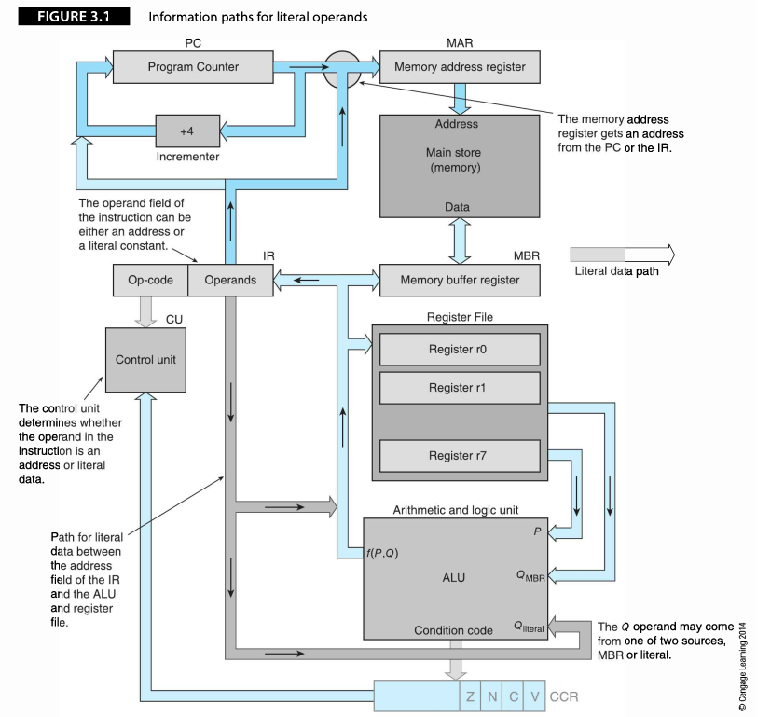 FIGURE 3.1 Information paths for literal operands
PC
MAR
Program Counter
Memory address register
+4
Incrementer
Address
Main store
(memory)
Data
The memory address
register gets an address
from the PC or the IR.
The operand field of
the instruction can be
either an address or
a literal constant.
IR
MBR
Op-code
Operands
Memory buffer register
Literal data path
CU
Control unit
Register File
Register r0
Register r1
Register r7
The control unit
determines whether
the operand in the
instruction is an
address or literal
data.
Path for literal
data between
the address
field of the IR
and the ALU
and register
file.
Arithmetic and logic unit
P
f(P,Q)
ALU
Q MBR
Q literal
Condition code
The Q operand may come
from one of two sources,
MBR or literal.
Z N C V CCR
© Cengage Learning 2014